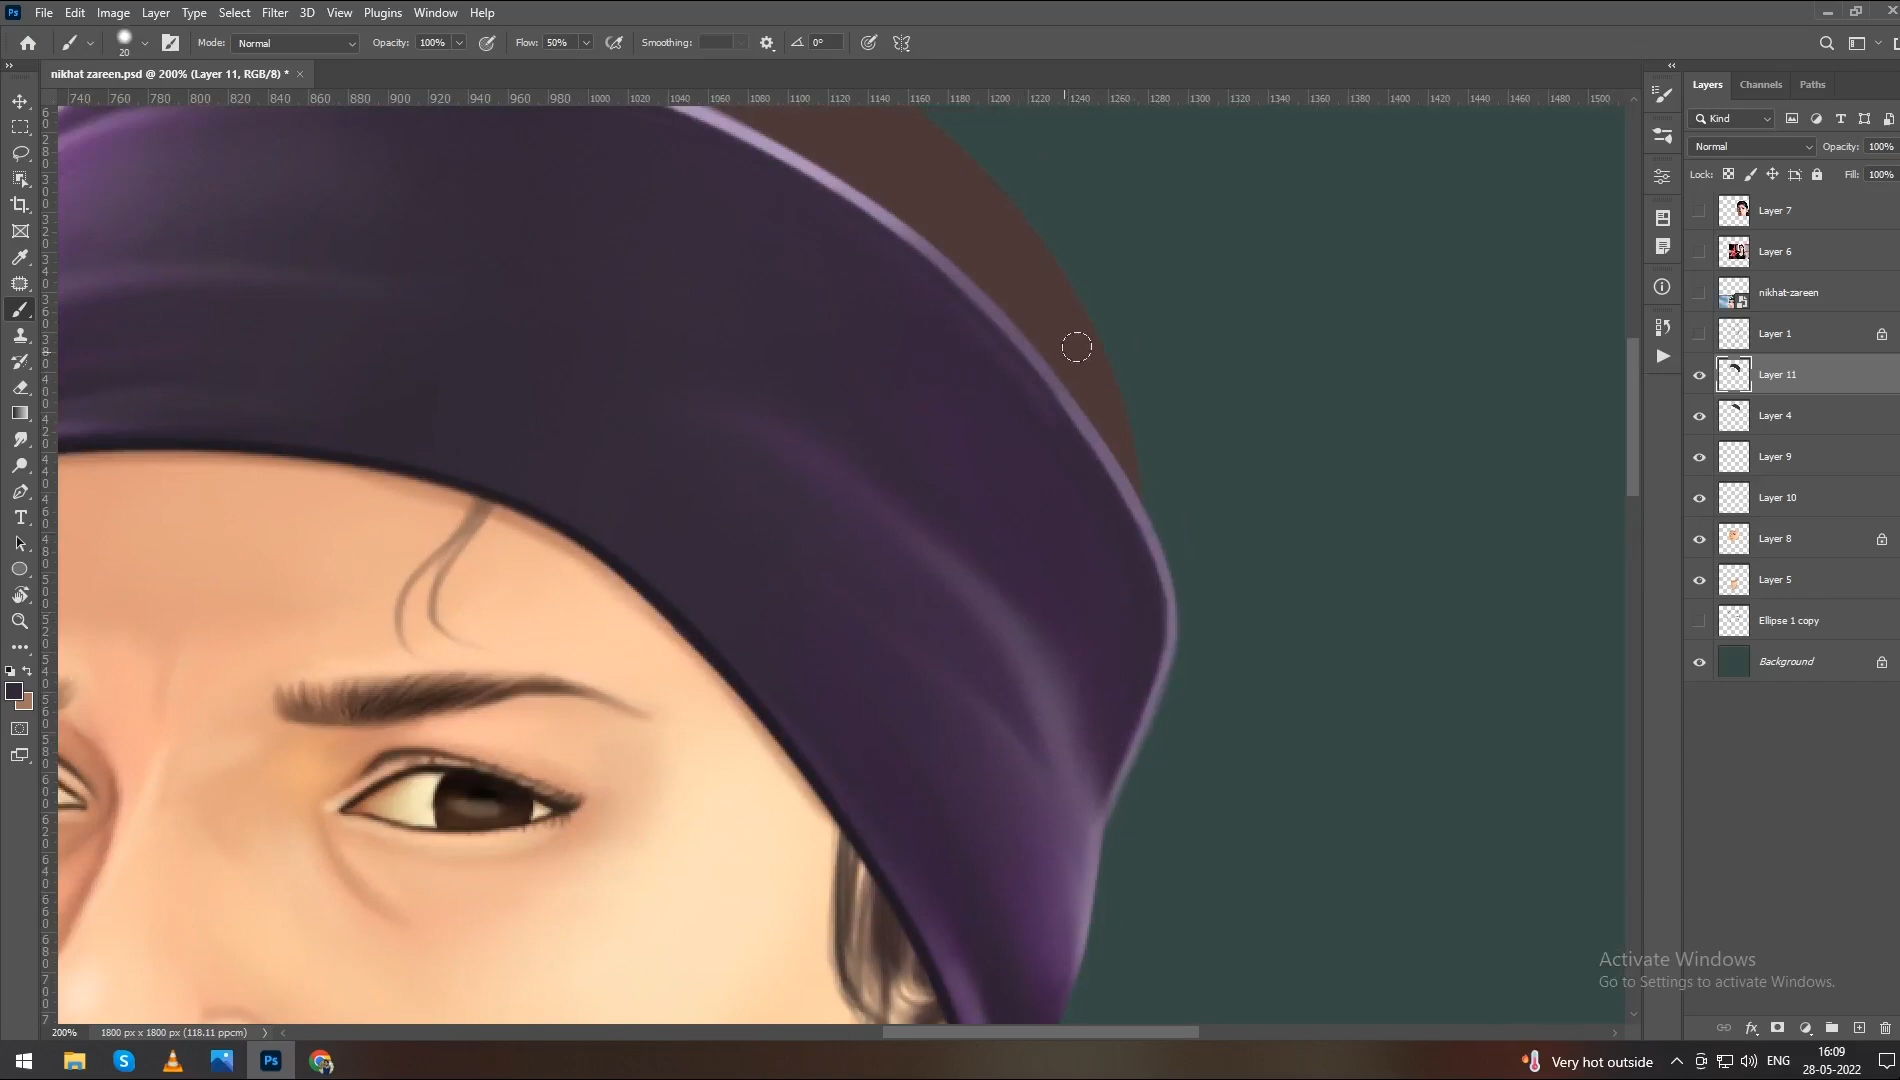 Ps File Edit Image Layer Type Select Filter 3D View Plugins Window Help
20 Mode: Normal Opacity: 100% Flow: 50% Smoothing: 0°
nikhat zareen.psd @ 200% (Layer 11, RGB/8) * ×
740 760 780 800 820 840 860 880 900 920 940 960 980 1000 1020 1040 1060 1080 1100 1120 1140 1160 1180 1200 1220 1240 1260 1280 1300 1320 1340 1360 1380 1400 1420 1440 1460 1480 1500
Layers Channels Paths
Kind
Normal Opacity: 100%
Lock: Fill: 100%
Layer 7
Layer 6
nikhat-zareen
Layer 1
Layer 11
Layer 4
Layer 9
Layer 10
Layer 8
Layer 5
Ellipse 1 copy
Background
Activate Windows
Go to Settings to activate Windows.
200% 1800 px x 1800 px (118.11 ppcm)
Ps
Very hot outside ENG 16:09
28-05-2022